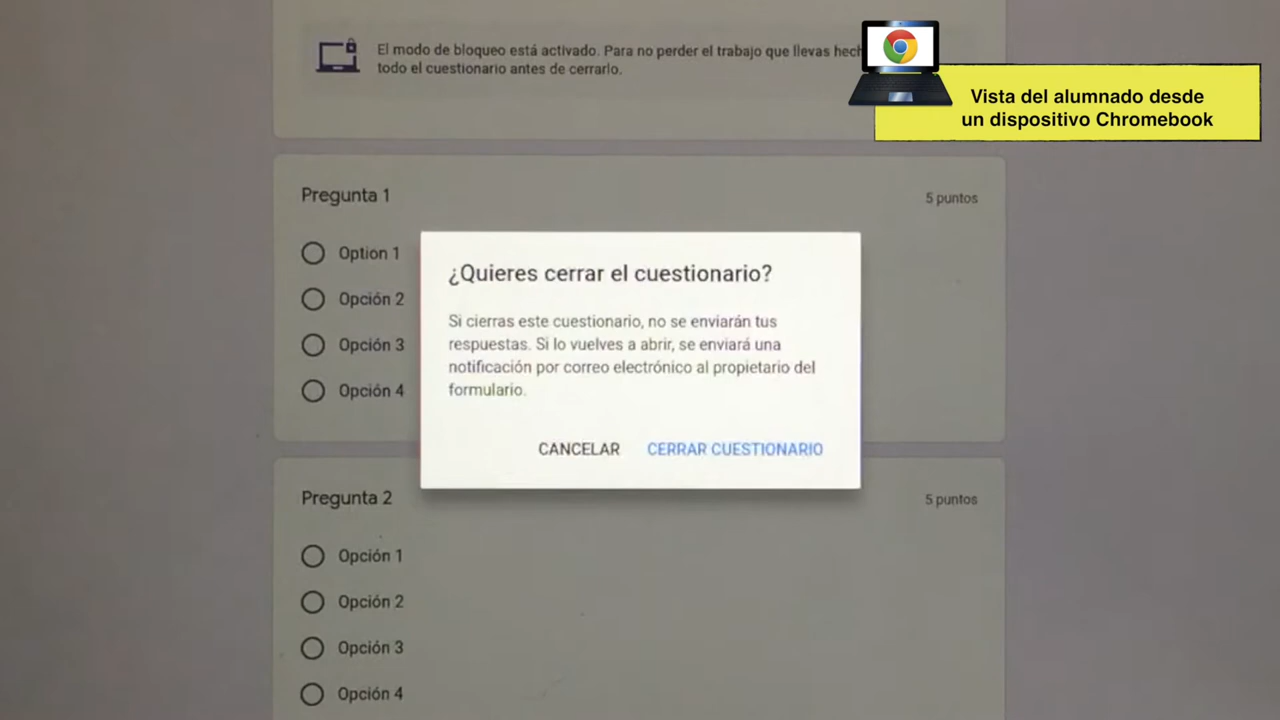 El modo de bloqueo está activado. Para no perder el trabajo que llevas
todo el cuestionario antes de cerrarlo.
Vista del alumnado desde
un dispositivo Chromebook
Pregunta 1
5 puntos
Option 1
Opción 2
Opción 3
Opción 4
¿Quieres cerrar el cuestionario?
Si cierras este cuestionario, no se enviarán tus
respuestas. Si lo vuelves a abrir, se enviará una
notificación por correo electrónico al propietario del
formulario.
CANCELAR
CERRAR CUESTIONARIO
Pregunta 2
5 puntos
Opción 1
Opción 2
Opción 3
Opción 4